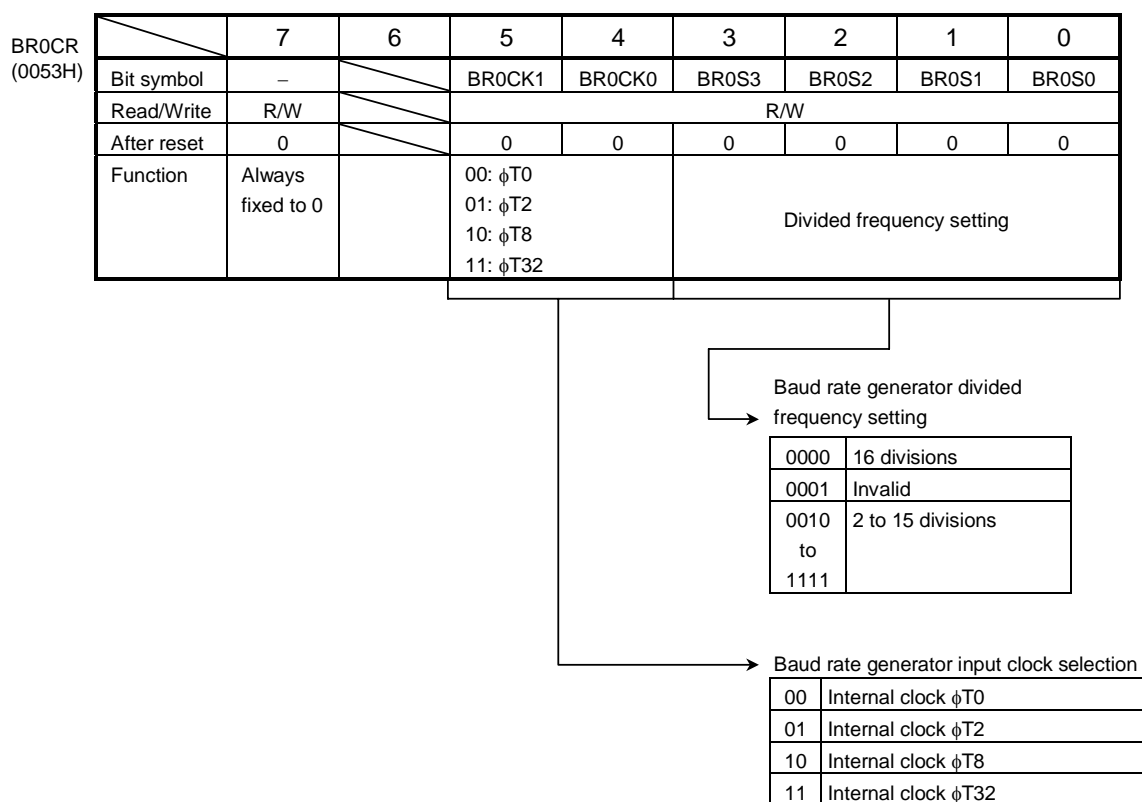 BR0CR
(0053H)
7 6 5 4 3 2 1 0
Bit symbol – BR0CK1 BR0CK0 BR0S3 BR0S2 BR0S1 BR0S0
Read/Write R/W R/W
After reset 0 0 0 0 0 0 0
Function Always fixed to 0
00: ϕT0
01: ϕT2
10: ϕT8
11: ϕT32
Divided frequency setting
Baud rate generator divided
frequency setting
0000 16 divisions
0001 Invalid
0010 2 to 15 divisions
to
1111
Baud rate generator input clock selection
00 Internal clock ϕT0
01 Internal clock ϕT2
10 Internal clock ϕT8
11 Internal clock ϕT32